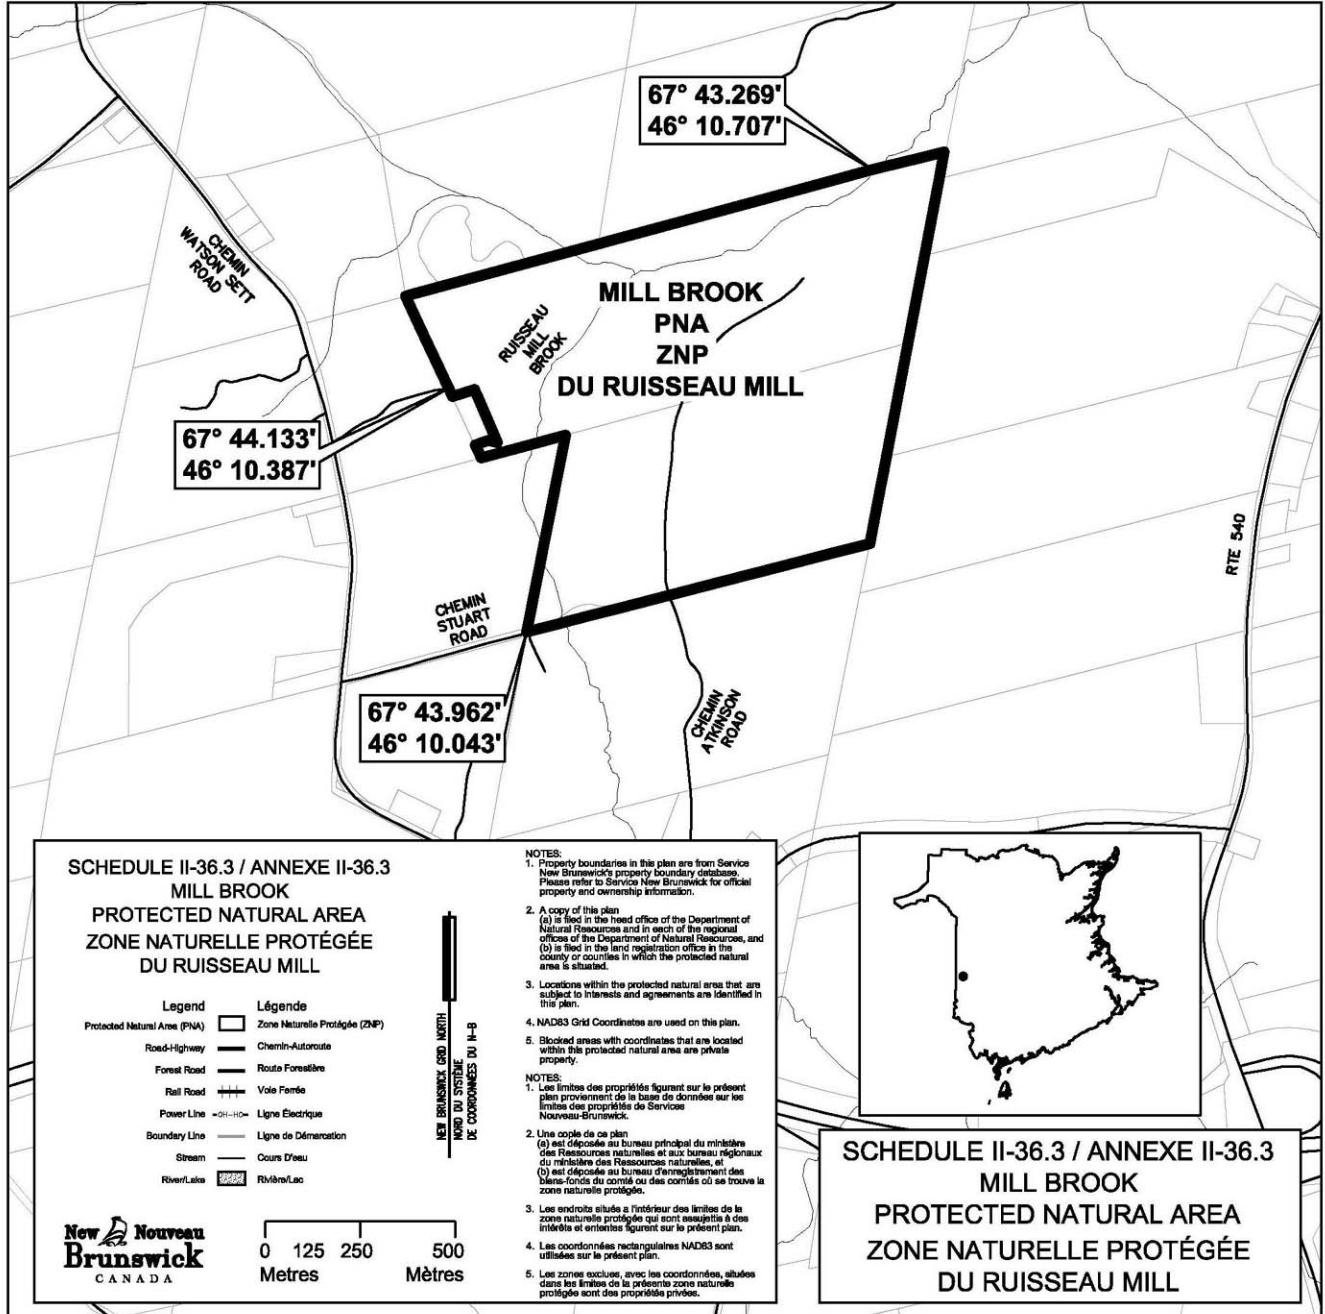 67° 43.269'
46° 10.707'
CHEMIN
WATSON SETT
ROAD
MILL BROOK
PNA
ZNP
DU RUISSEAU MILL
RUISSEAU
MILL
BROOK
67° 44.133'
46° 10.387'
RTE 540
CHEMIN
STUART
ROAD
67° 43.962'
46° 10.043'
CHEMIN
ATKINSON
ROAD
SCHEDULE II-36.3 / ANNEXE II-36.3
MILL BROOK
PROTECTED NATURAL AREA
ZONE NATURELLE PROTÉGÉE
DU RUISSEAU MILL
Legend Légende
Protected Natural Area (PNA) Zone Naturelle Protégée (ZNP)
Road-Highway Chemin-Autoroute
Forest Road Route Forestière
Rail Road Voie Ferrée
Power Line -OH-HO- Ligne Électrique
Boundary Line Ligne de Démarcation
Stream Cours D'eau
River/Lake Rivière/Lac
NEW BRUNSWICK GRID NORTH
NORD DU SYSTÈME
DE COORDONNÉES DU N-B
New Nouveau
Brunswick
CANADA
0 125 250 500
Metres Mètres
NOTES:
1. Property boundaries in this plan are from Service
New Brunswick's property boundary database.
Please refer to Service New Brunswick for official
property and ownership information.
2. A copy of this plan
(a) is filed in the head office of the Department of
Natural Resources and in each of the regional
offices of the Department of Natural Resources, and
(b) is filed in the land registration office in the
county or counties in which the protected natural
area is situated.
3. Locations within the protected natural area that are
subject to interests and agreements are identified in
this plan.
4. NAD83 Grid Coordinates are used on this plan.
5. Blocked areas with coordinates that are located
within this protected natural area are private
property.
NOTES:
1. Les limites des propriétés figurant sur le présent
plan proviennent de la base de données sur les
limites des propriétés de Services
Nouveau-Brunswick.
2. Une copie de ce plan
(a) est déposée au bureau principal du ministère
des Ressources naturelles et aux bureau régionaux
du ministère des Ressources naturelles, et
(b) est déposée au bureau d'enregistrement des
biens-fonds du comté ou des comtés où se trouve la
zone naturelle protégée.
3. Les endroits situés a l'intérieur des limites de la
zone naturelle protégée qui sont assujettis à des
intérêts et ententes figurent sur le présent plan.
4. Les coordonnées rectangulaires NAD83 sont
utilisées sur le présent plan.
5. Les zones exclues, avec les coordonnées, situées
dans les limites de la présente zone naturelle
protégée sont des propriétés privées.
SCHEDULE II-36.3 / ANNEXE II-36.3
MILL BROOK
PROTECTED NATURAL AREA
ZONE NATURELLE PROTÉGÉE
DU RUISSEAU MILL